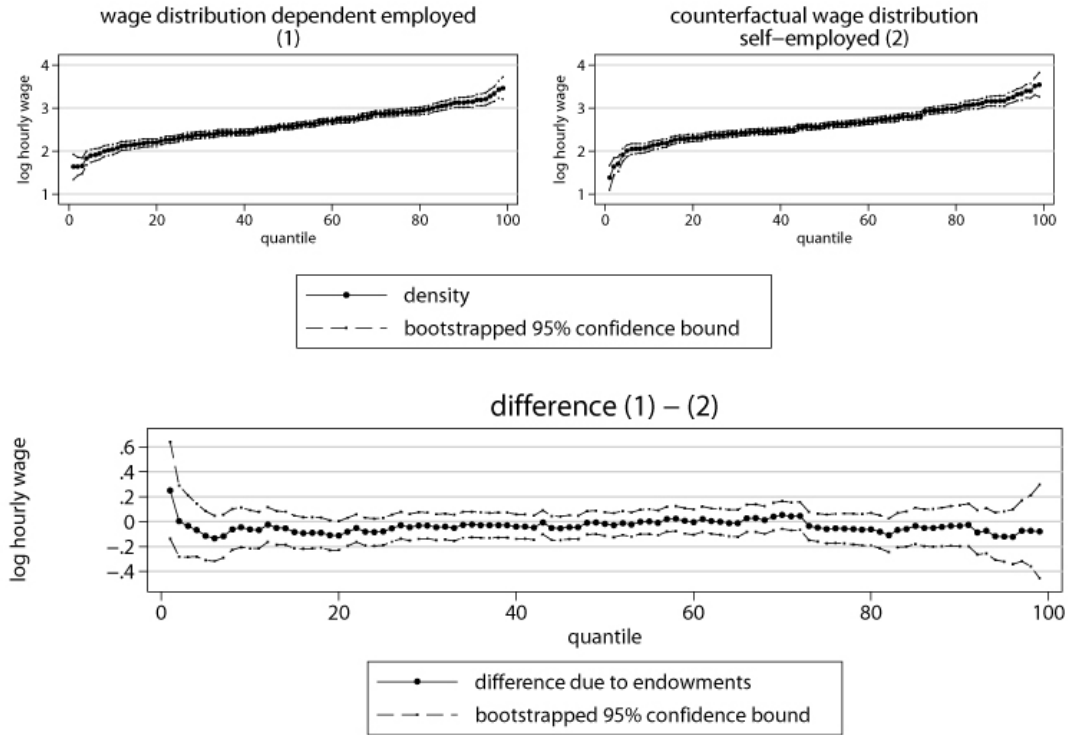 wage distribution dependent employed
(1)
counterfactual wage distribution
self−employed (2)
log hourly wage
4
3
2
1
0 20 40 60 80 100
quantile
log hourly wage
4
3
2
1
0 20 40 60 80 100
quantile
density
bootstrapped 95% confidence bound
difference (1) − (2)
log hourly wage
.6
.4
.2
0
−.2
−.4
0 20 40 60 80 100
quantile
difference due to endowments
bootstrapped 95% confidence bound